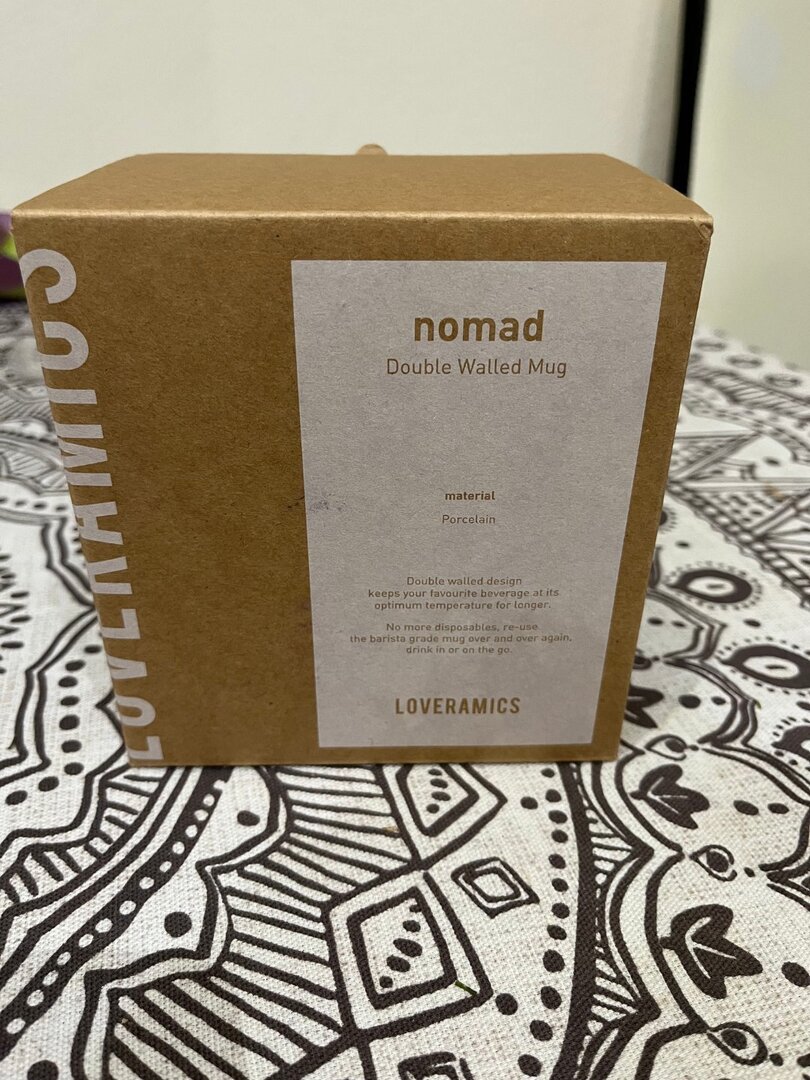 LOVERAMICS
nomad
Double Walled Mug
material
Porcelain
Double walled design
keeps your favourite beverage at its
optimum temperature for longer.
No more disposables, re-use
the barista grade mug over and over again,
drink in or on the go.
LOVERAMICS